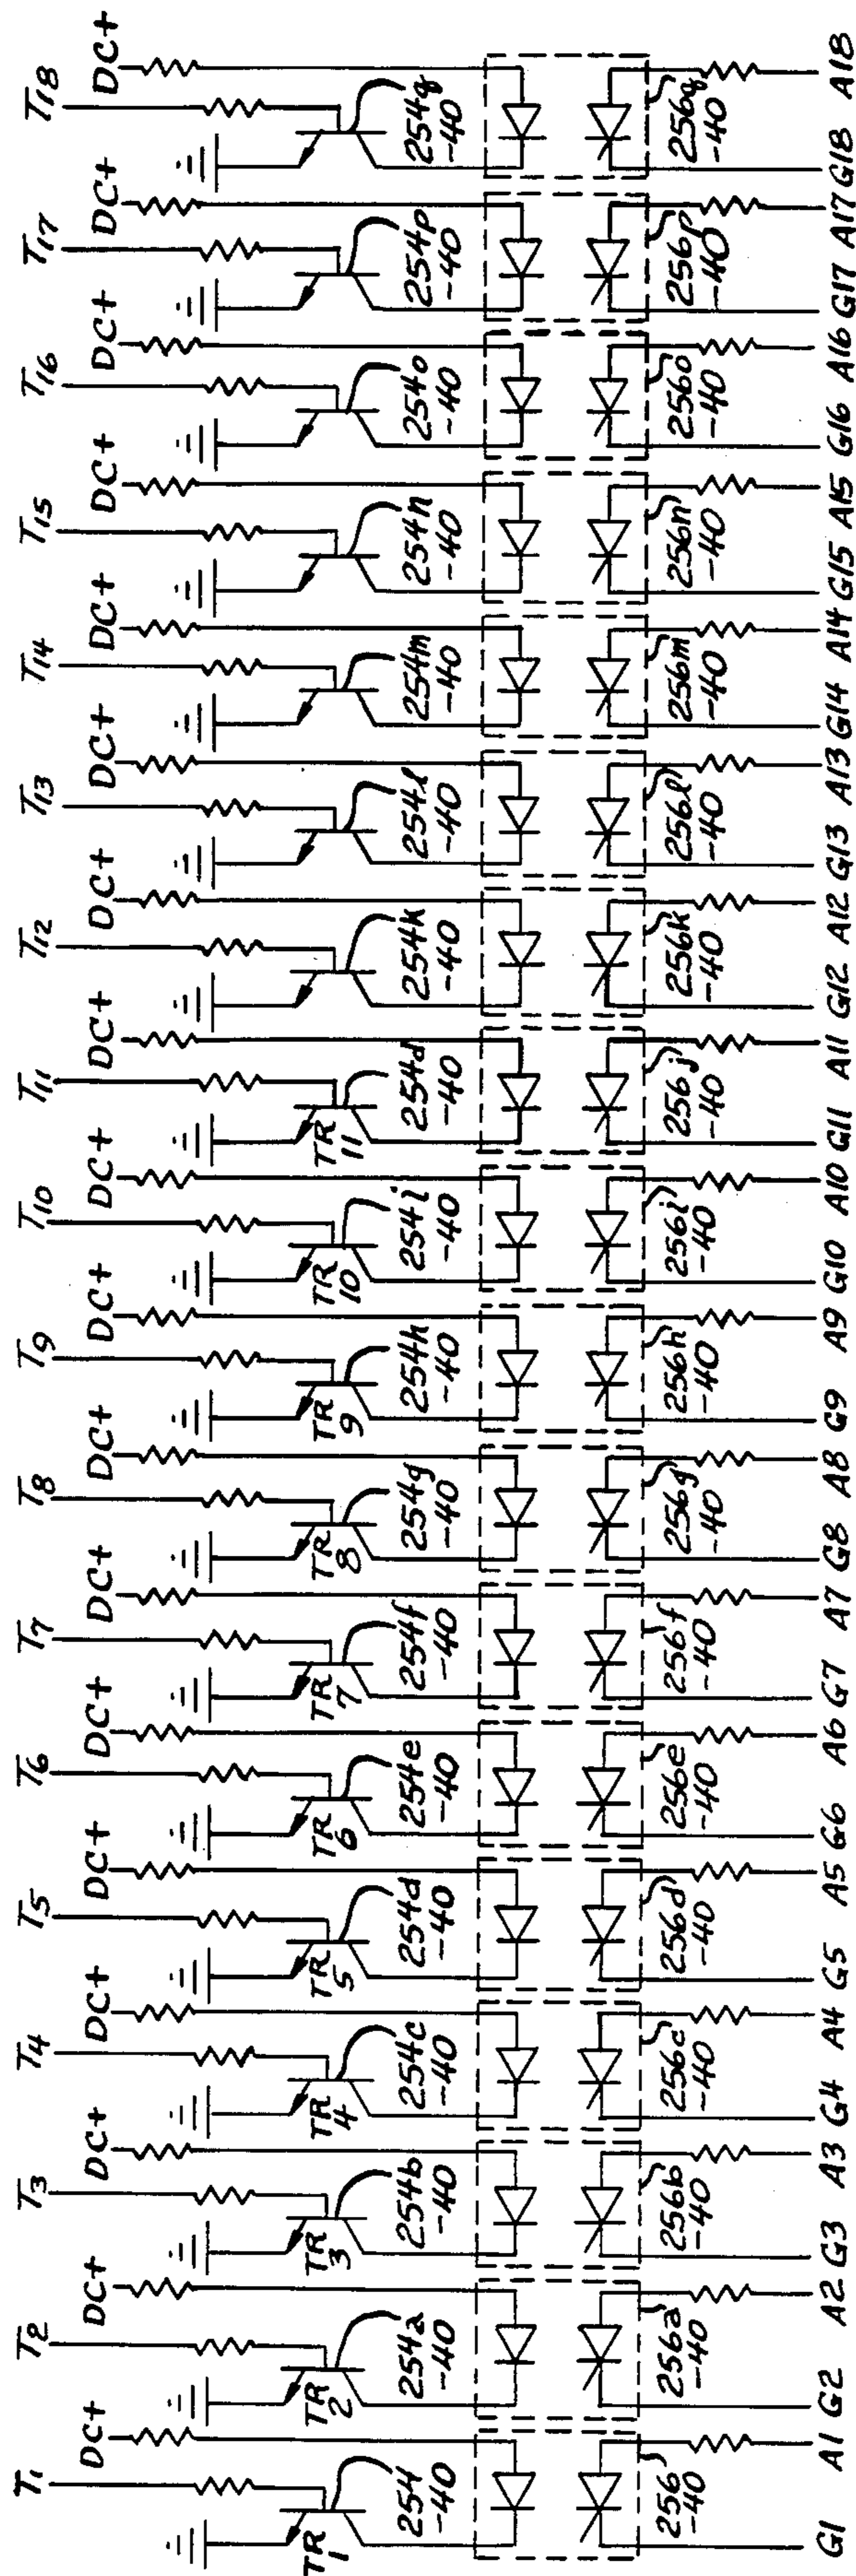 T1 T2 T3 T4 T5 T6 T7 T8 T9 T10 T11 T12 T13 T14 T15 T16 T17 T18
DC+ DC+ DC+ DC+ DC+ DC+ DC+ DC+ DC+ DC+ DC+ DC+ DC+ DC+ DC+ DC+ DC+ DC+
TR 1
TR 2
TR 3
TR 4
TR 5
TR 6
TR 7
TR 8
TR 9
TR 10
TR 11
254 -40
254a -40
254b -40
254c -40
254d -40
254e -40
254f -40
254g -40
254h -40
254i -40
254d -40
254k -40
254l -40
254m -40
254n -40
254o -40
254p -40
254q -40
256 -40
256a -40
256b -40
256c -40
256d -40
256e -40
256f -40
256g -40
256h -40
256i -40
256j -40
256k -40
256l -40
256m -40
256n -40
256o -40
256p -40
256q -40
G1 A1 G2 A2 G3 A3 G4 A4 G5 A5 G6 A6 G7 A7 G8 A8 G9 A9 G10 A10 G11 A11 G12 A12 G13 A13 G14 A14 G15 A15 G16 A16 G17 A17 G18 A18